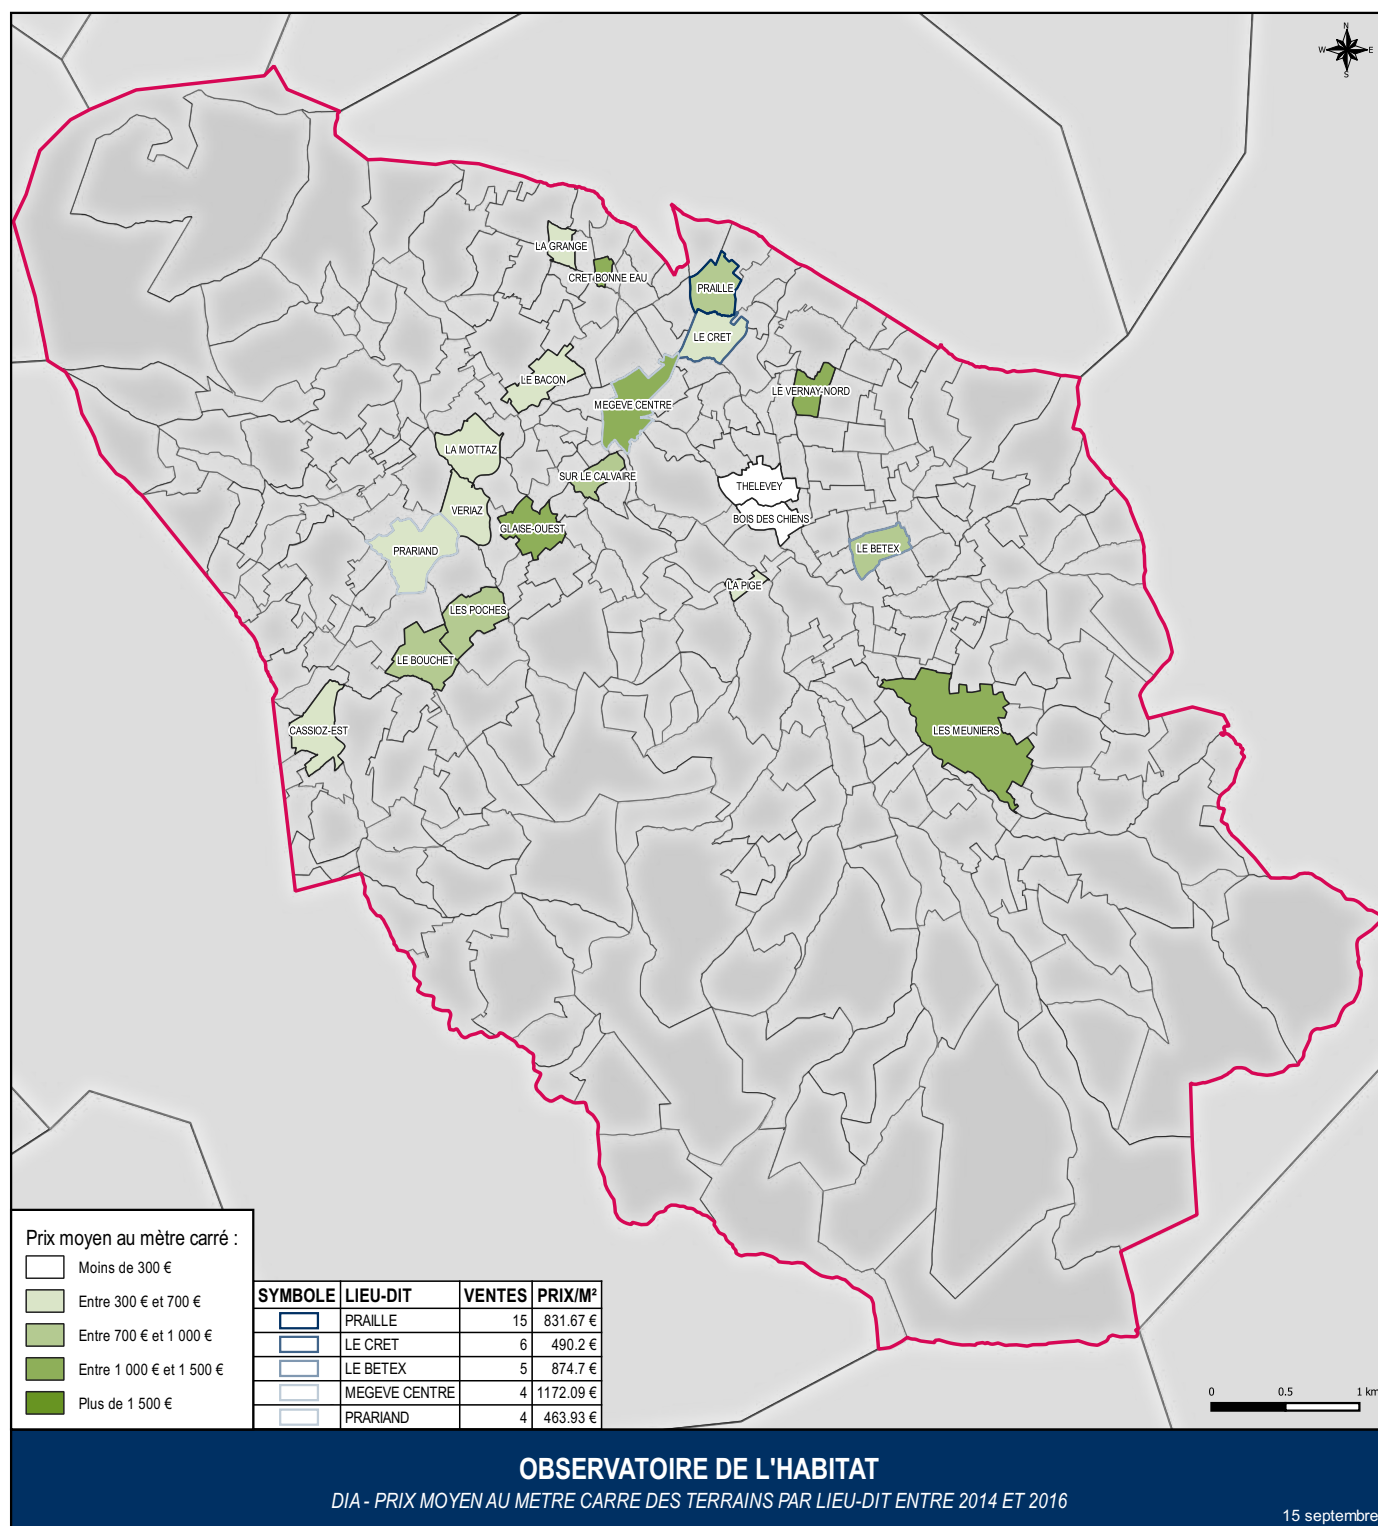 N
W E
S
LA GRANGE
CRET BONNE EAU
PRAILLE
LE CRET
LE BACON
LE VERNAY-NORD
MEGEVE CENTRE
LA MOTTAZ
SUR LE CALVAIRE
THELEVEY
VERIAZ
BOIS DES CHIENS
GLAISE-OUEST
LE BETEX
PRARIAND
LA PIGE
LES POCHES
LE BOUCHET
CASSIOZ-EST
LES MEUNIERS
Prix moyen au mètre carré :
Moins de 300 €
Entre 300 € et 700 €
Entre 700 € et 1 000 €
Entre 1 000 € et 1 500 €
Plus de 1 500 €
SYMBOLE LIEU-DIT VENTES PRIX/M²
PRAILLE 15 831.67 €
LE CRET 6 490.2 €
LE BETEX 5 874.7 €
MEGEVE CENTRE 4 1172.09 €
PRARIAND 4 463.93 €
0 0.5 1 km
OBSERVATOIRE DE L'HABITAT
DIA - PRIX MOYEN AU METRE CARRE DES TERRAINS PAR LIEU-DIT ENTRE 2014 ET 2016
15 septembre